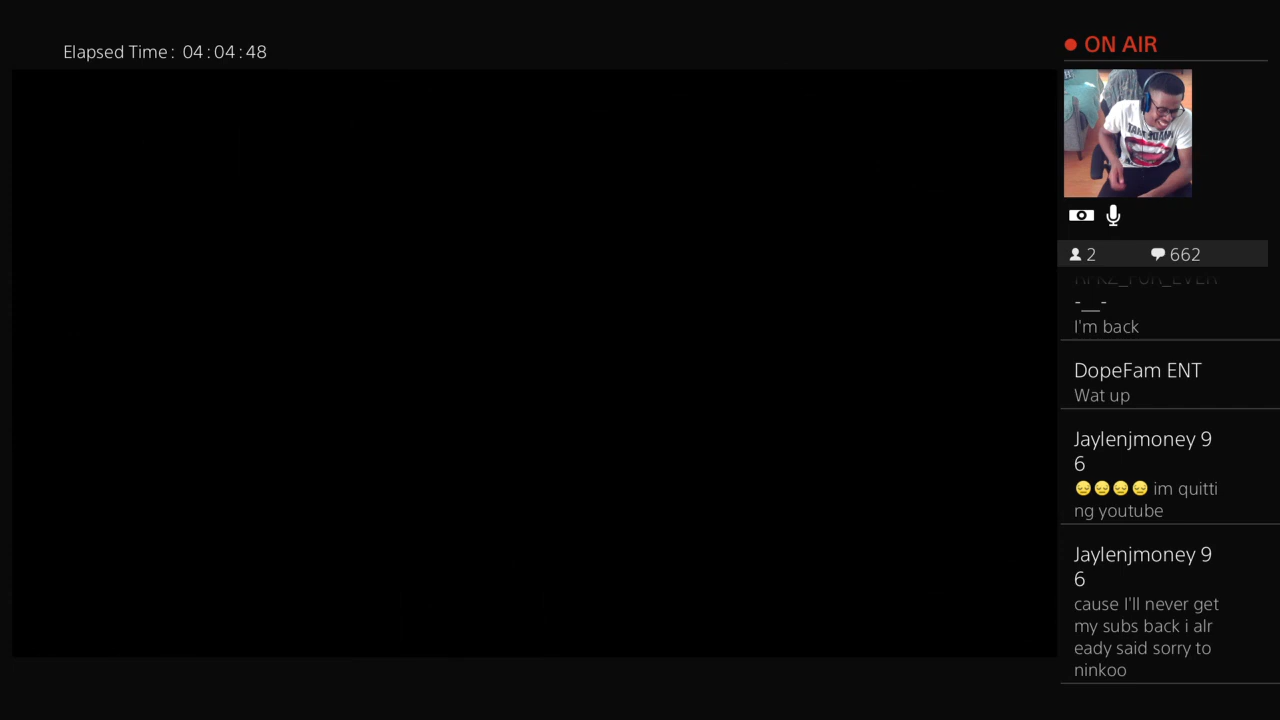 Elapsed Time: 04:04:48
ON AIR
2 662
-__-
I'm back
DopeFam ENT
Wat up
Jaylenjmoney 9
6
😔😔😔😔 im quitti
ng youtube
Jaylenjmoney 9
6
cause I'll never get
my subs back i alr
eady said sorry to
ninkoo